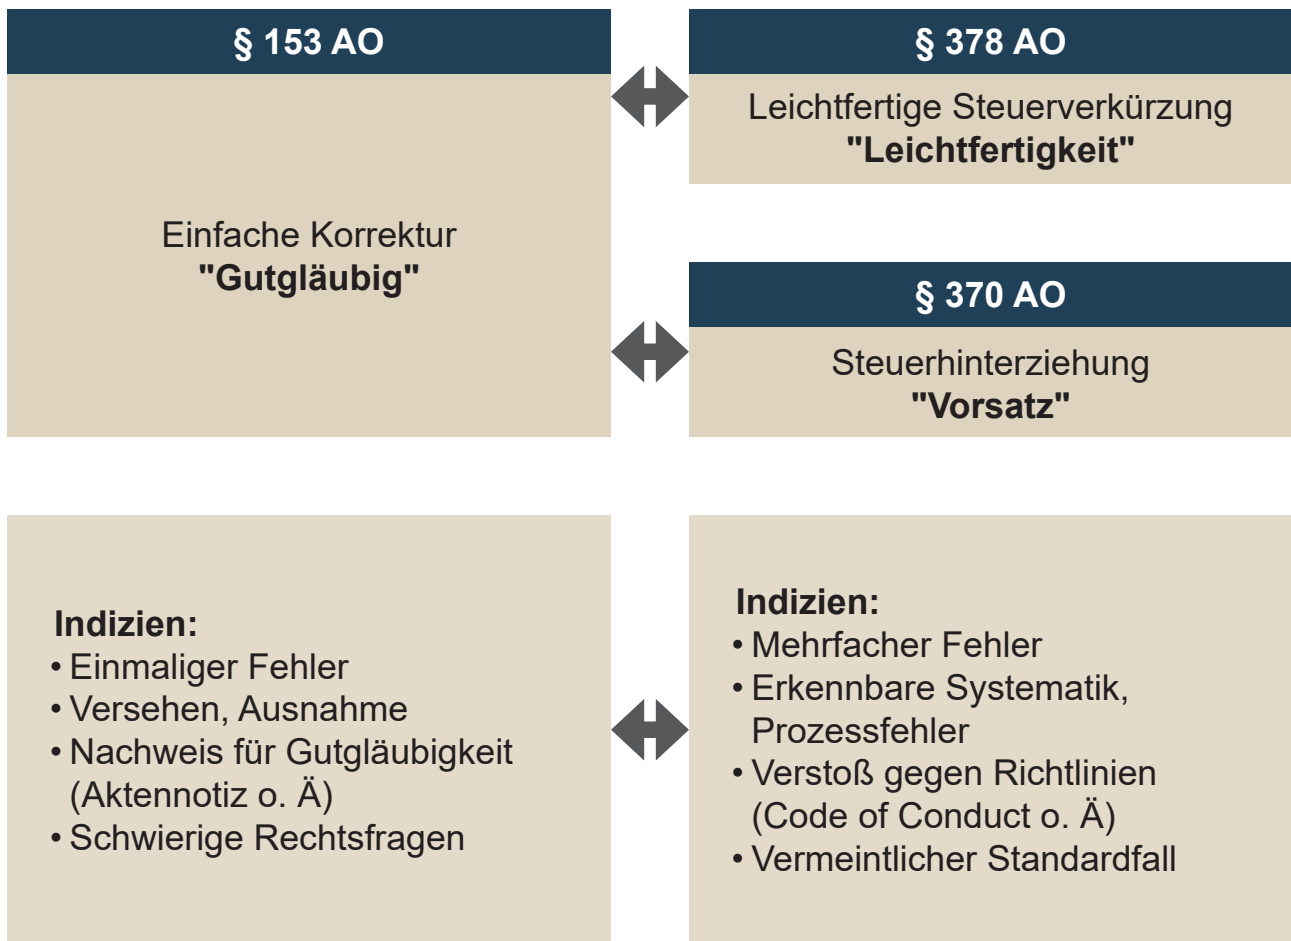 § 153 AO
Einfache Korrektur
"Gutgläubig"
§ 378 AO
Leichtfertige Steuerverkürzung
"Leichtfertigkeit"
§ 370 AO
Steuerhinterziehung
"Vorsatz"
Indizien:
• Einmaliger Fehler
• Versehen, Ausnahme
• Nachweis für Gutgläubigkeit
(Aktennotiz o. Ä)
• Schwierige Rechtsfragen
Indizien:
• Mehrfacher Fehler
• Erkennbare Systematik,
Prozessfehler
• Verstoß gegen Richtlinien
(Code of Conduct o. Ä)
• Vermeintlicher Standardfall